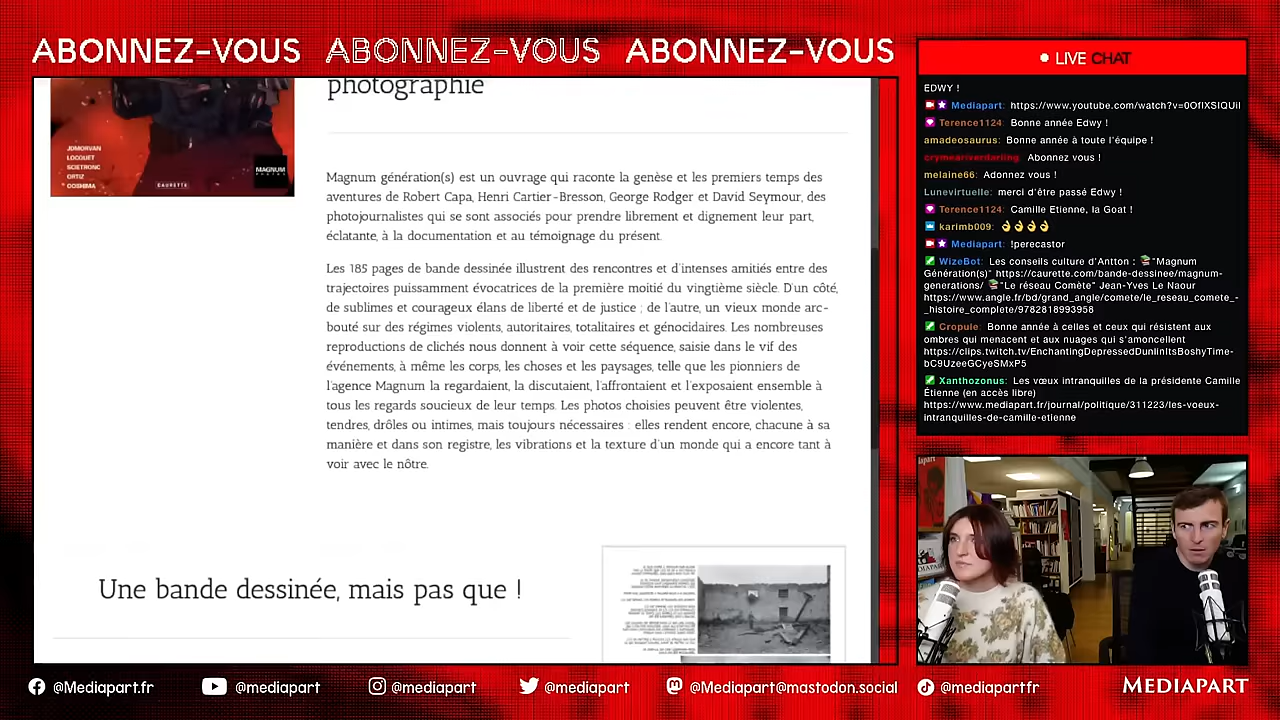 ABONNEZ-VOUS ABONNEZ-VOUS ABONNEZ-VOUS
photographie
JDMORVAN
LOCQUET
SCIETRONC
ORTIZ
COSIMMA
CAURETTE
MAGNUM
PHOTOS
Magnum génération(s) est un ouvrage qui raconte la genèse et les premiers temps des
aventures de Robert Capa, Henri Cartier-Bresson, George Rodger et David Seymour, des
photojournalistes qui se sont associés pour prendre librement et dignement leur part,
éclatante, à la documentation et au témoignage du présent.
Les 185 pages de bande dessinée illustrent des rencontres et d'intenses amitiés entre des
trajectoires puissamment évocatrices de la première moitié du vingtième siècle. D'un côté,
de sublimes et courageux élans de liberté et de justice ; de l'autre, un vieux monde arc-
bouté sur des régimes violents, autoritaires, totalitaires et génocidaires. Les nombreuses
reproductions de clichés nous donnent à voir cette séquence, saisie dans le vif des
événements, à même les corps, les choses et les paysages, telle que les pionniers de
l'agence Magnum la regardaient, la discutaient, l'affrontaient et l'exposaient ensemble à
tous les regards soucieux de leur temps. Les photos choisies peuvent être violentes,
tendres, drôles ou intimes, mais toujours nécessaires : elles rendent encore, chacune à sa
manière et dans son registre, les vibrations et la texture d'un monde qui a encore tant à
voir avec le nôtre.
Une bande dessinée, mais pas que !
LIVE CHAT
EDWY !
Mediapart: https://www.youtube.com/watch?v=0OfIXSIQUiI
Terence1124: Bonne année Edwy !
amadeosaurus: Bonne année à toute l'équipe !
Abonnez vous !
melaine66: Adonnez vous !
Lunevirtuelle: merci d'être passé Edwy !
Terence1124: Camille Etienne, la Goat !
karimb009: 👌👌👌👌
Mediapart: !perecastor
WizeBot: Les conseils culture d'Antton : 📚"Magnum
Génération(s)" https://caurette.com/bande-dessinee/magnum-
generations/ 📚"Le réseau Comète" Jean-Yves Le Naour
https://www.angle.fr/bd/grand_angle/comete/le_reseau_comete_-
_histoire_complete/9782818993958
Cropule: Bonne année à celles et ceux qui résistent aux
ombres qui menacent et aux nuages qui s'amoncellent
https://clips.twitch.tv/EnchantingDepressedDunlinItsBoshyTime-
bC9UzeeGCyeSMxP5
Xanthozonus: Les vœux intranquilles de la présidente Camille
Étienne (en accès libre)
https://www.mediapart.fr/journal/politique/311223/les-voeux-
intranquilles-de-camille-etienne
@Mediapart.fr @mediapart @mediapart @mediapart @Mediapart@mastodon.social @mediapartfr MEDIAPART